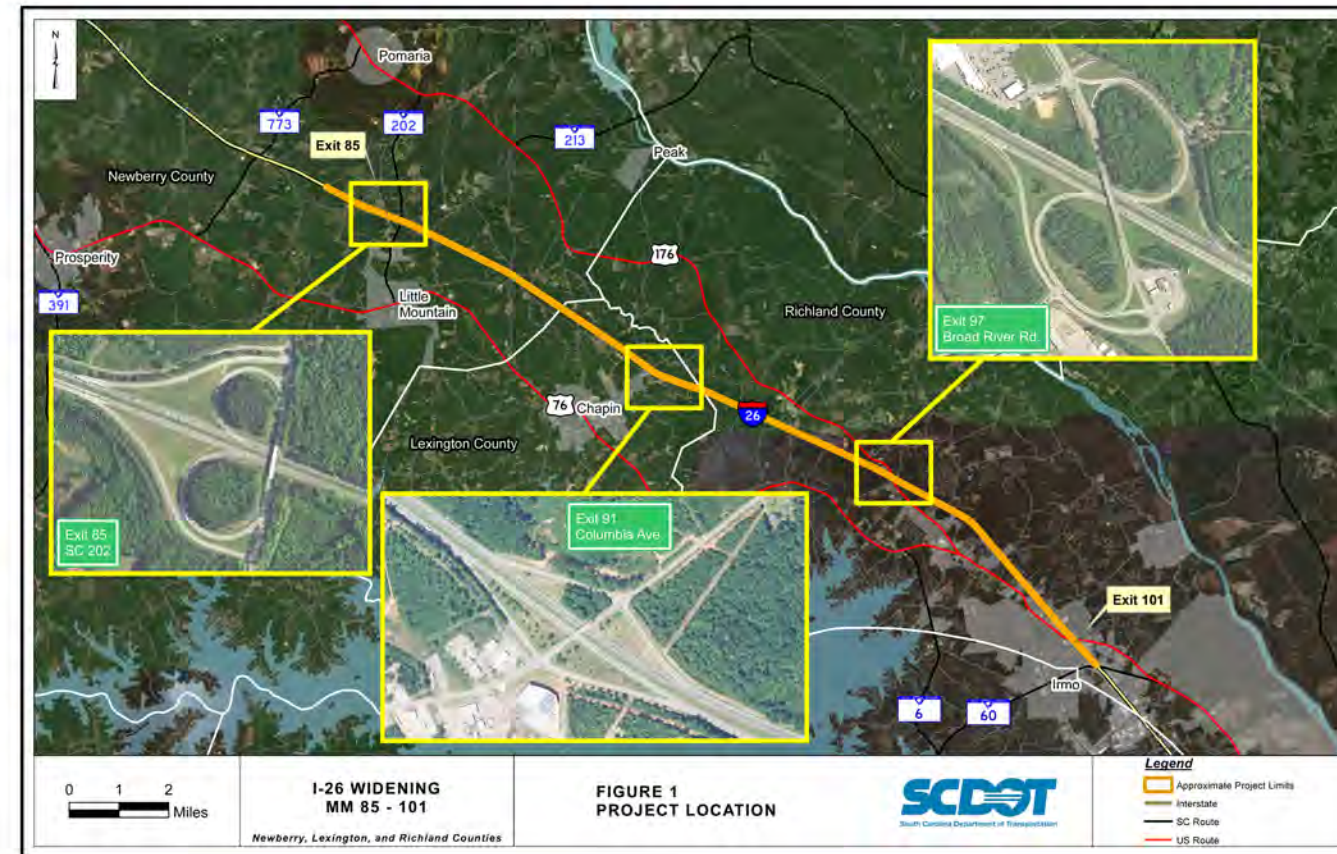 N
Pomaria
773
202
213
Exit 85
Peak
Newberry County
Prosperity
391
176
Little
Mountain
Richland County
Exit 97
Broad River Rd.
76
Chapin
26
Lexington County
Exit 85
SC 202
Exit 91
Columbia Ave.
Exit 101
Irmo
6
60
0 1 2
Miles
I-26 WIDENING
MM 85 - 101
Newberry, Lexington, and Richland Counties
FIGURE 1
PROJECT LOCATION
SCDOT
South Carolina Department of Transportation
Legend
Approximate Project Limits
Interstate
SC Route
US Route